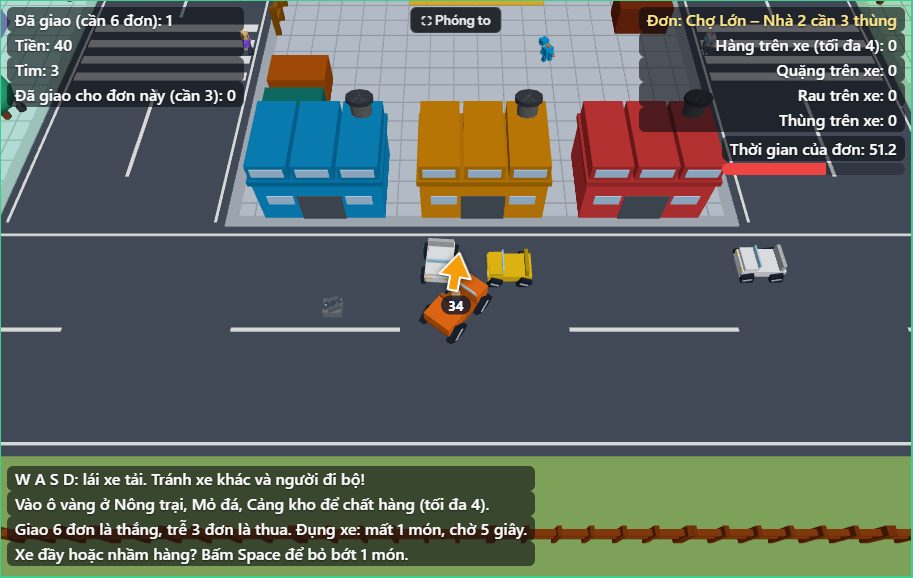 Đã giao (cần 6 đơn): 1
Tiền: 40
Tim: 3
Đã giao cho đơn này (cần 3): 0
Phóng to
Đơn: Chợ Lớn – Nhà 2 cần 3 thùng
Hàng trên xe (tối đa 4): 0
Quặng trên xe: 0
Rau trên xe: 0
Thùng trên xe: 0
Thời gian của đơn: 51.2
34
W A S D: lái xe tải. Tránh xe khác và người đi bộ!
Vào ô vàng ở Nông trại, Mỏ đá, Cảng kho để chất hàng (tối đa 4).
Giao 6 đơn là thắng, trễ 3 đơn là thua. Đụng xe: mất 1 món, chờ 5 giây.
Xe đầy hoặc nhầm hàng? Bấm Space để bỏ bớt 1 món.